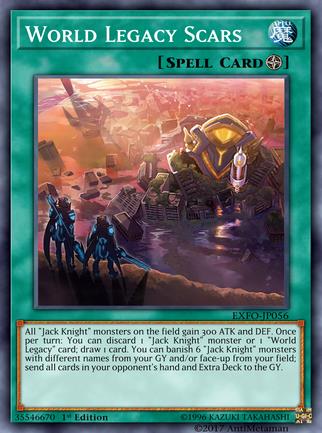 World Legacy Scars
[Spell Card]
EXFO-JP056
All "Jack Knight" monsters on the field gain 300 ATK and DEF. Once
per turn: You can discard 1 "Jack Knight" monster or 1 "World
Legacy" card; draw 1 card. You can banish 6 "Jack Knight" monsters
with different names from your GY and/or face-up from your field;
send all cards in your opponent's hand and Extra Deck to the GY.
35546670 1st Edition ©1996 KAZUKI TAKAHASHI
©2017 AntiMetaman